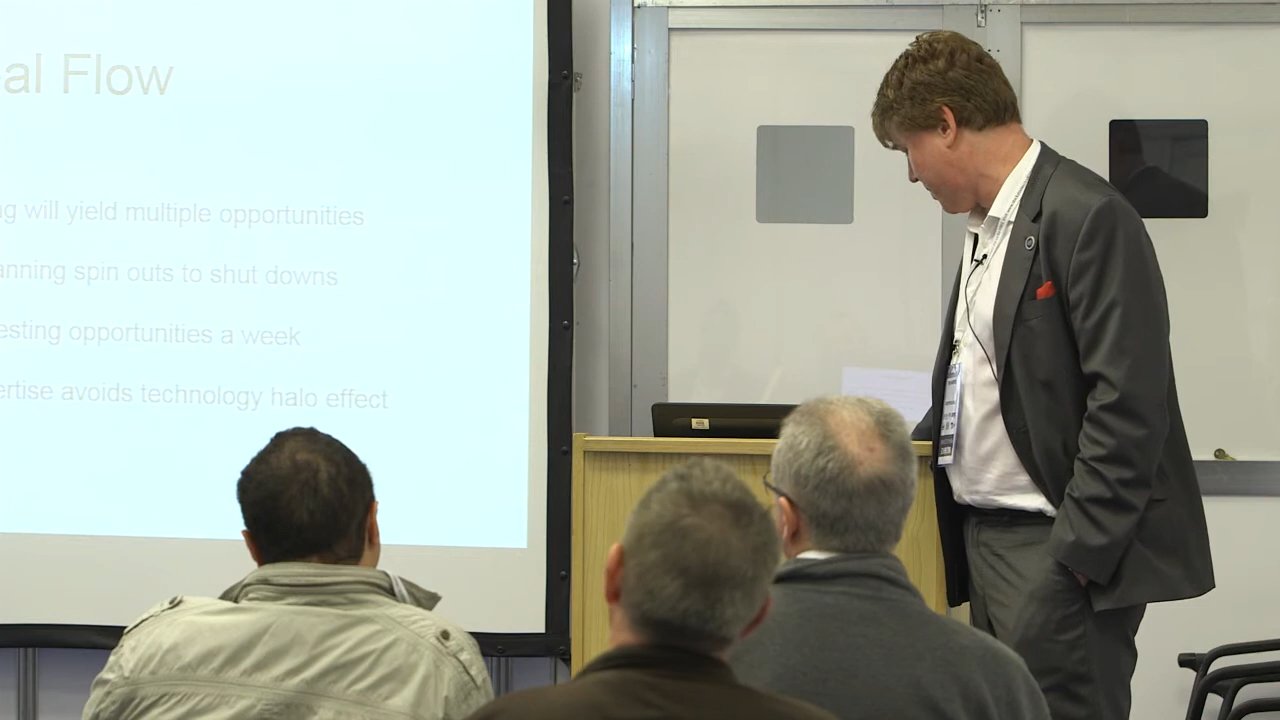 al Flow
ng will yield multiple opportunities
anning spin outs to shut downs
esting opportunities a week
ertise avoids technology halo effect